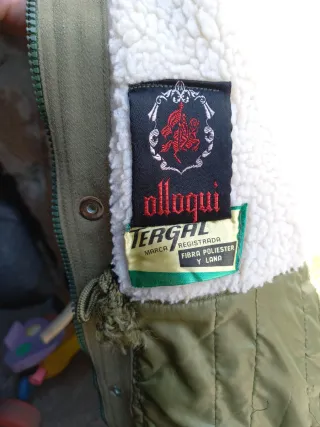 olloqui
TERGAL
MARCA REGISTRADA
FIBRA POLIESTER
Y LANA